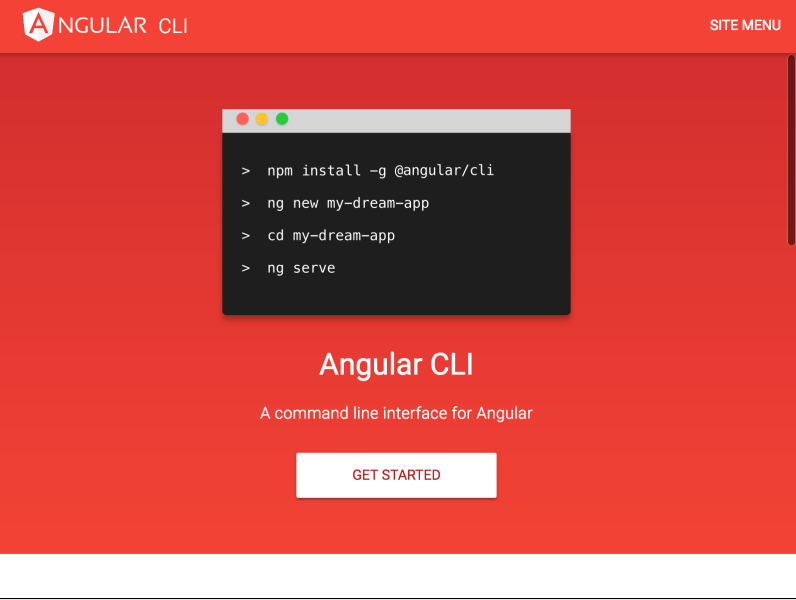 ANGULAR CLI
SITE MENU
> npm install -g @angular/cli
> ng new my-dream-app
> cd my-dream-app
> ng serve
Angular CLI
A command line interface for Angular
GET STARTED